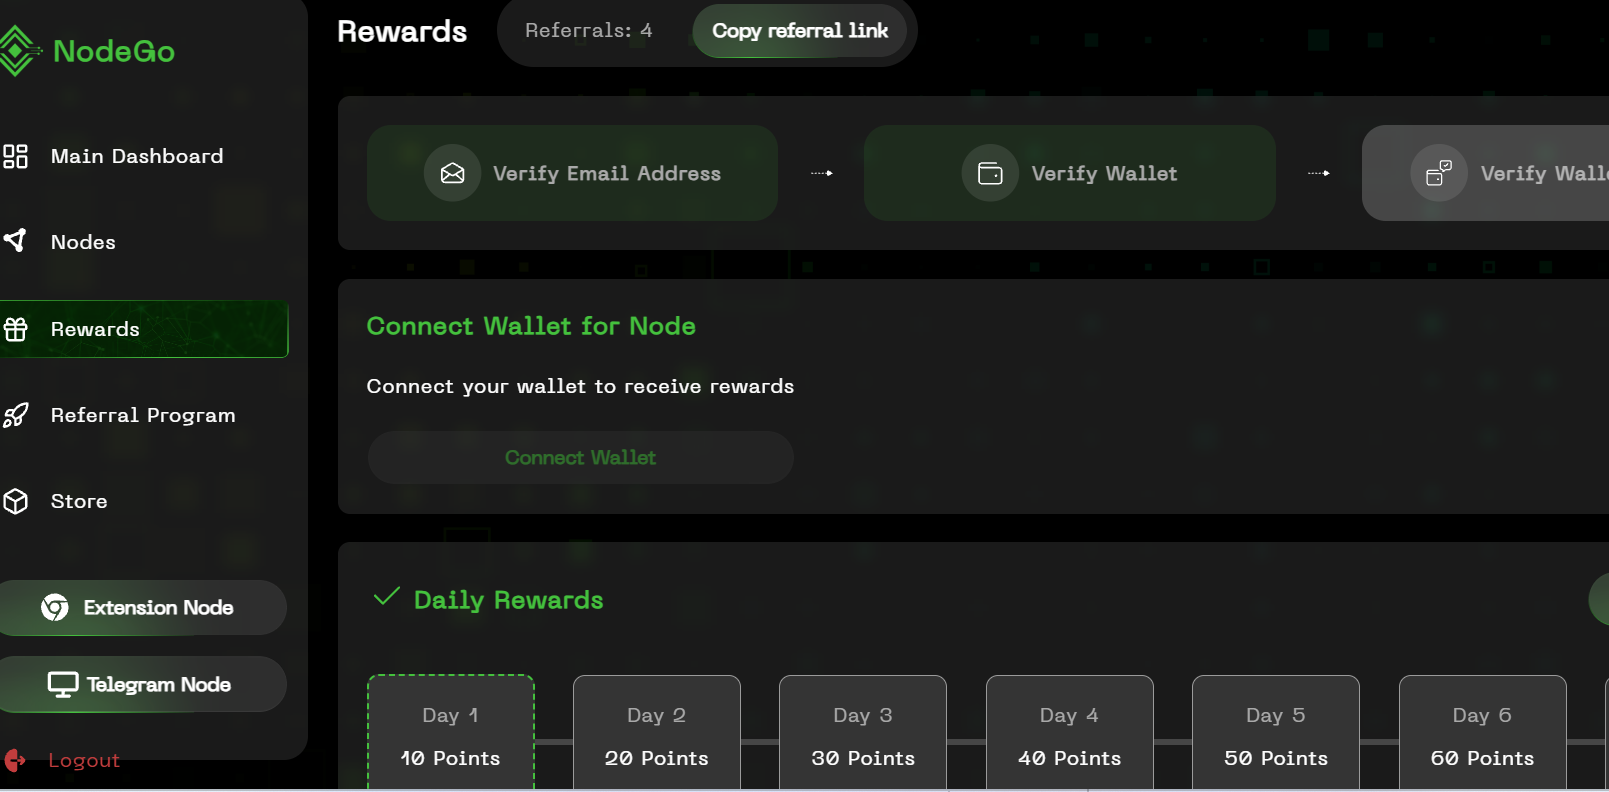 NodeGo
Main Dashboard
Nodes
Rewards
Referral Program
Store
Extension Node
Telegram Node
Logout
Rewards
Referrals: 4
Copy referral link
Verify Email Address
Verify Wallet
Verify
Connect Wallet for Node
Connect your wallet to receive rewards
Connect Wallet
Daily Rewards
Day 1
10 Points
Day 2
20 Points
Day 3
30 Points
Day 4
40 Points
Day 5
50 Points
Day 6
60 Points